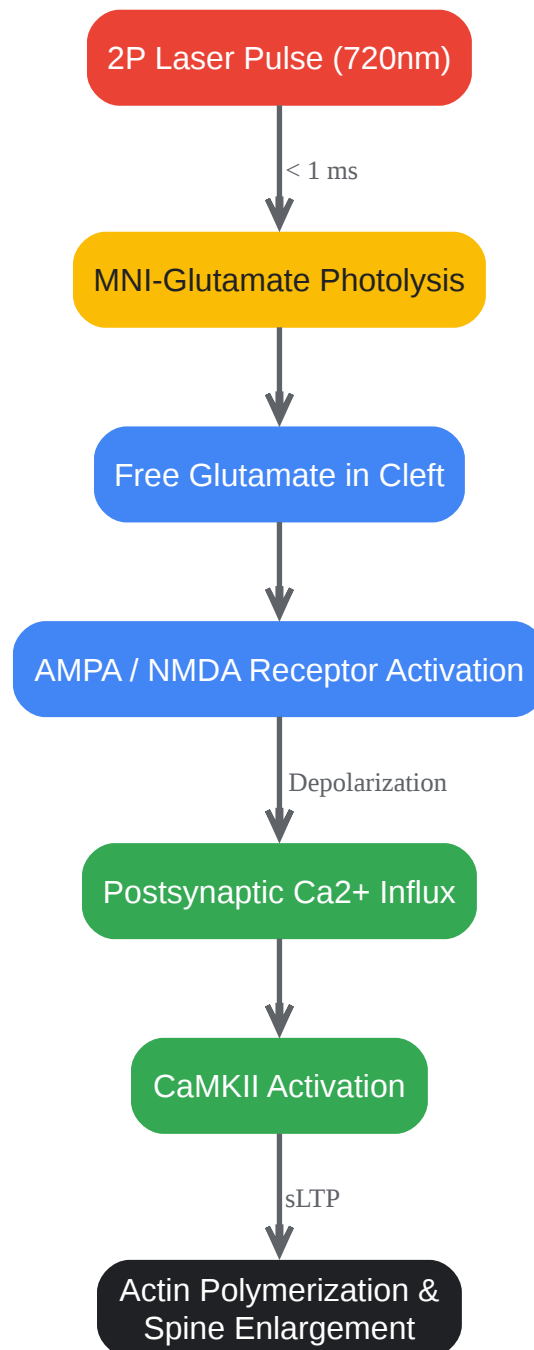 2P Laser Pulse (720nm)
< 1 ms
MNI-Glutamate Photolysis
Free Glutamate in Cleft
AMPA / NMDA Receptor Activation
Depolarization
Postsynaptic Ca2+ Influx
CaMKII Activation
sLTP
Actin Polymerization &
Spine Enlargement